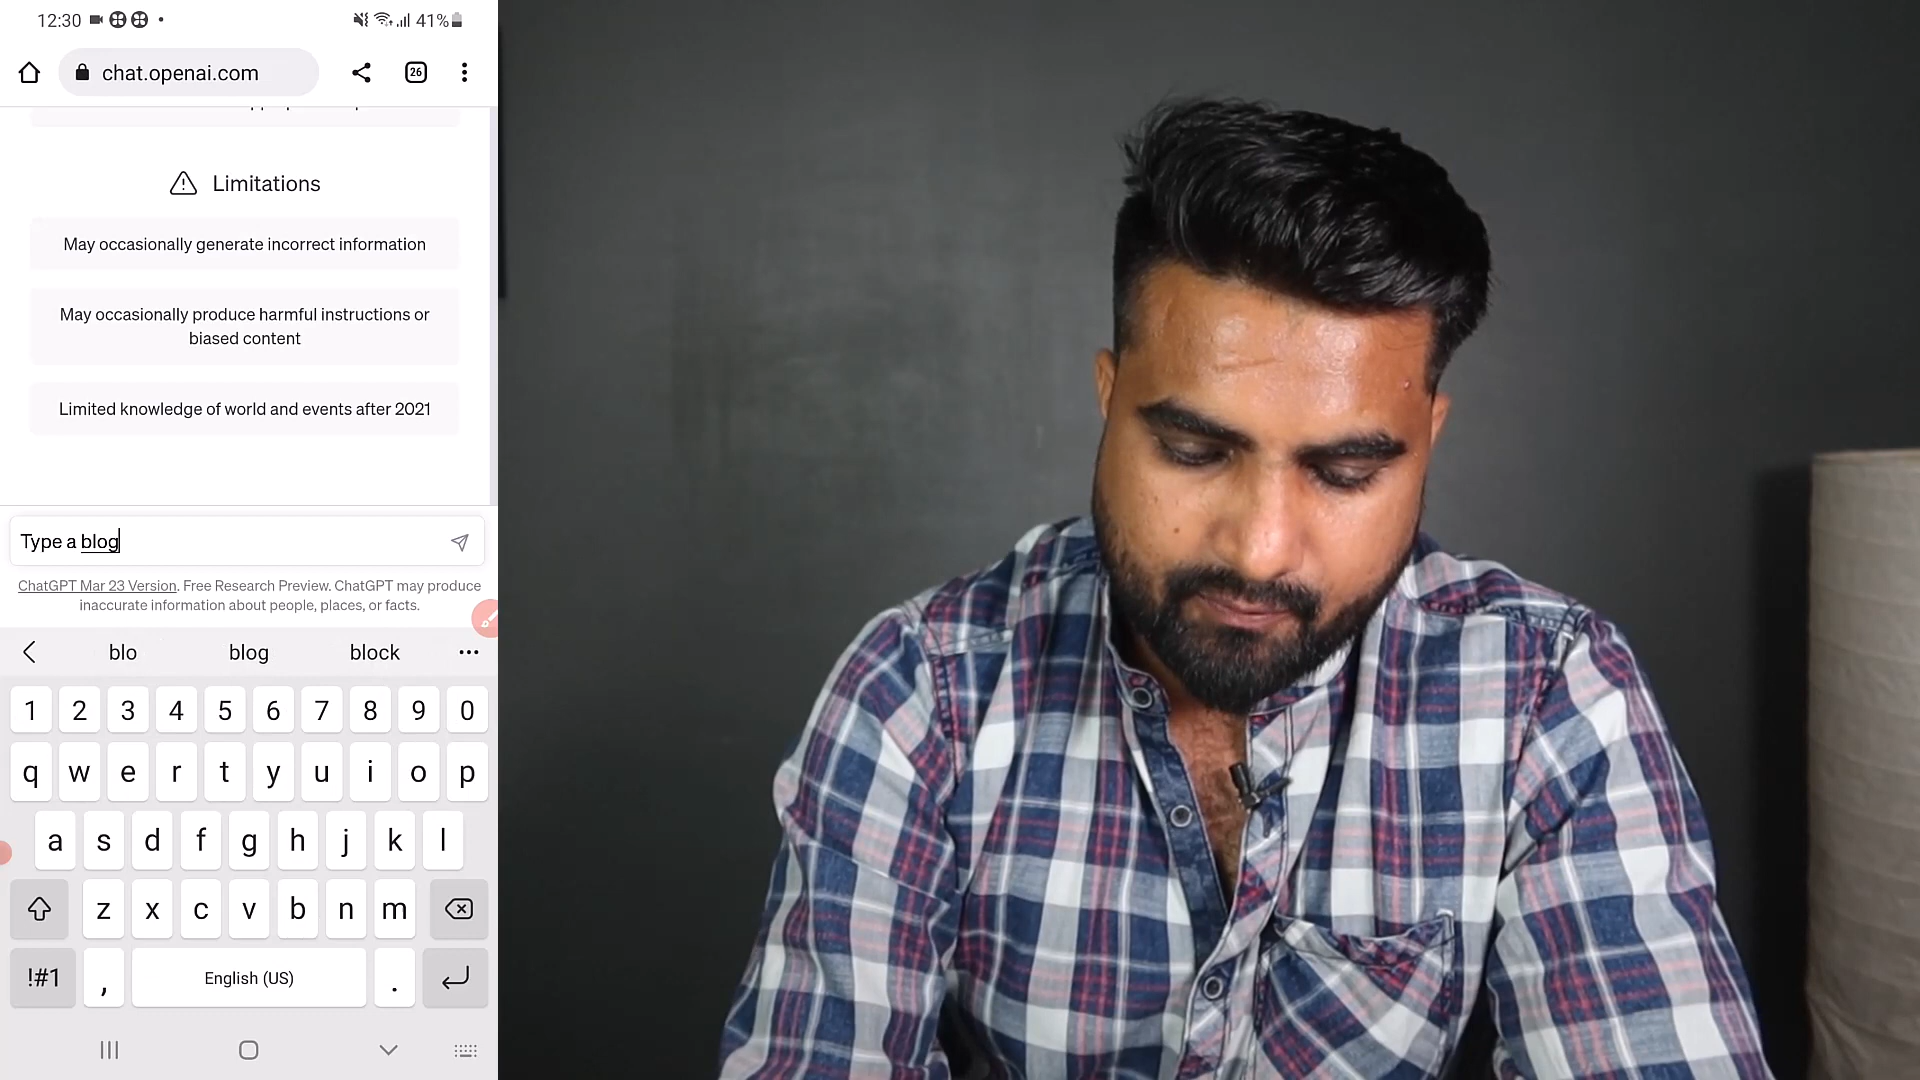 12:30
41%
chat.openai.com
26
Limitations
May occasionally generate incorrect information
May occasionally produce harmful instructions or
biased content
Limited knowledge of world and events after 2021
Type a blog
ChatGPT Mar 23 Version. Free Research Preview. ChatGPT may produce
inaccurate information about people, places, or facts.
blo blog block
1 2 3 4 5 6 7 8 9 0
q w e r t y u i o p
a s d f g h j k l
z x c v b n m
!#1 , English (US) .